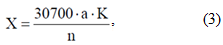 X = 30700 · a · K / n, (3)